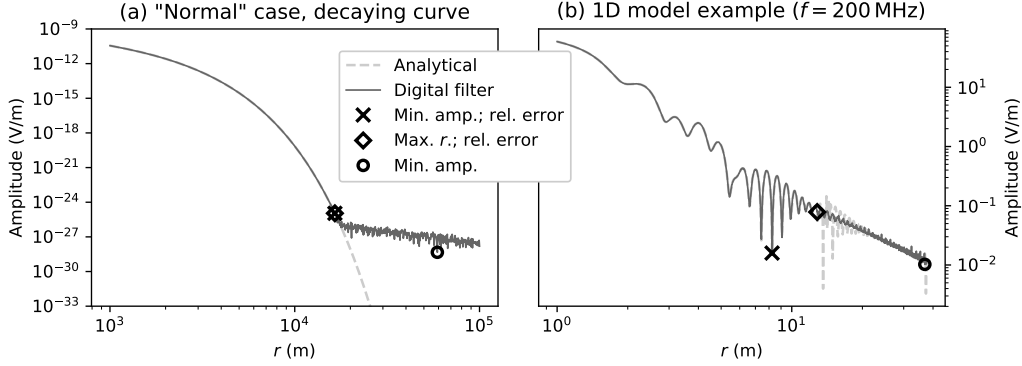 (a) "Normal" case, decaying curve
(b) 1D model example (f = 200 MHz)
Analytical
Digital filter
Min. amp.; rel. error
Max. r.; rel. error
Min. amp.
Amplitude (V/m)
10⁻⁹
10⁻¹²
10⁻¹⁵
10⁻¹⁸
10⁻²¹
10⁻²⁴
10⁻²⁷
10⁻³⁰
10⁻³³
10³
10⁴
10⁵
r (m)
10⁰
10¹
r (m)
10¹
10⁰
10⁻¹
10⁻²
Amplitude (V/m)